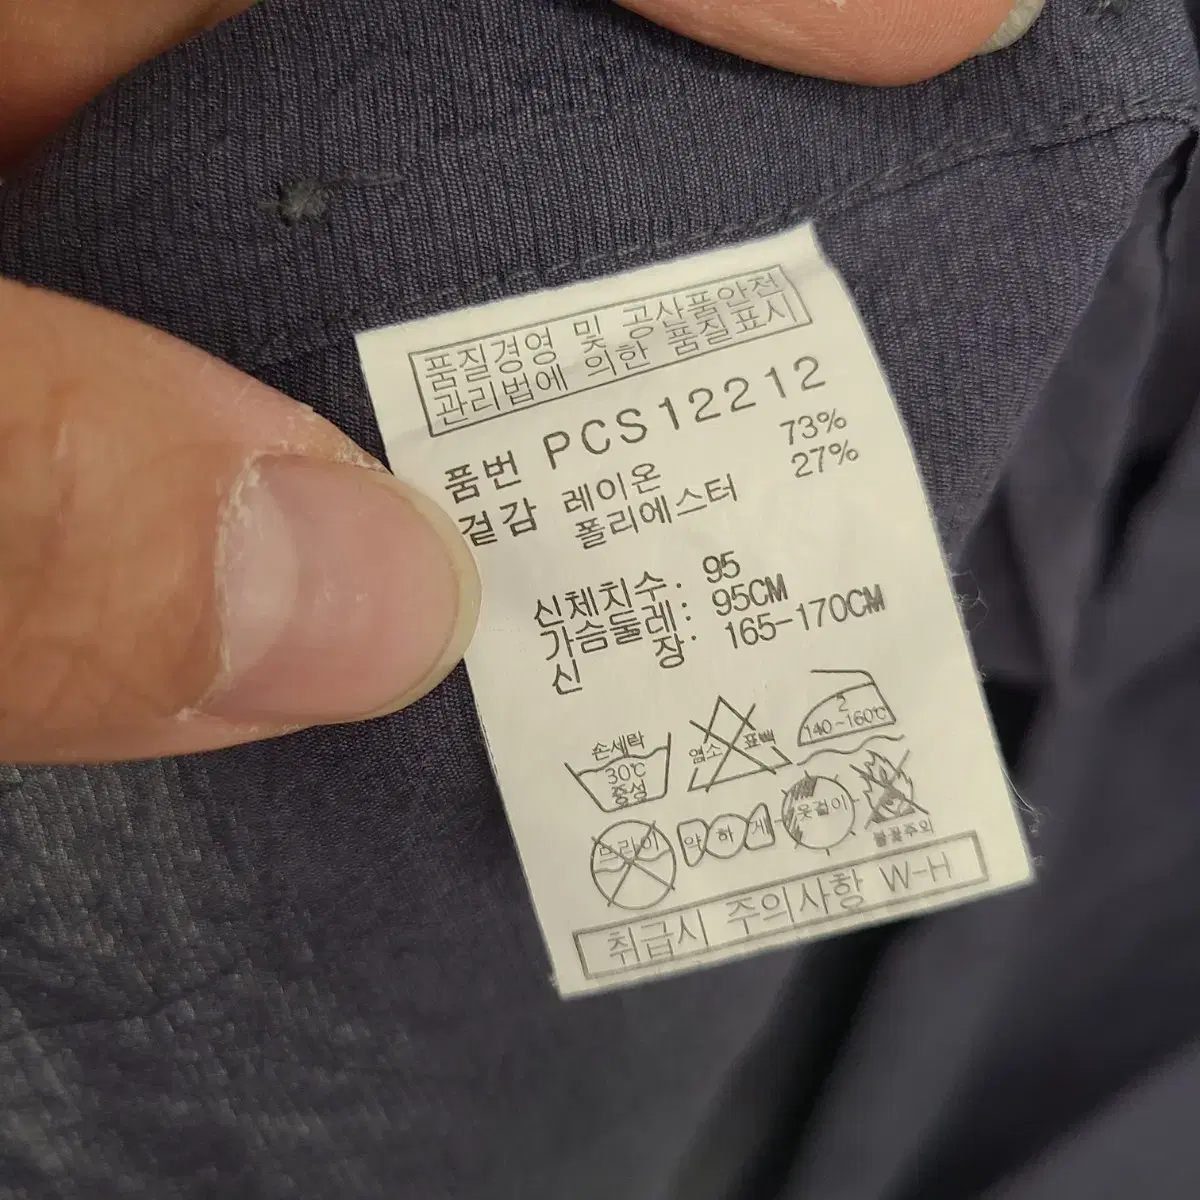 품질경영 및 공산품안전
관리법에 의한 품질표시
품번 PCS12212
겉감 레이온 73%
폴리에스터 27%
신체치수: 95
가슴둘레: 95CM
신 장: 165-170CM
손세탁
30℃
중성
염소 표백
2
140~160℃
드라이
약하게
옷걸이
불꽃주의
취급시 주의사항 W-H